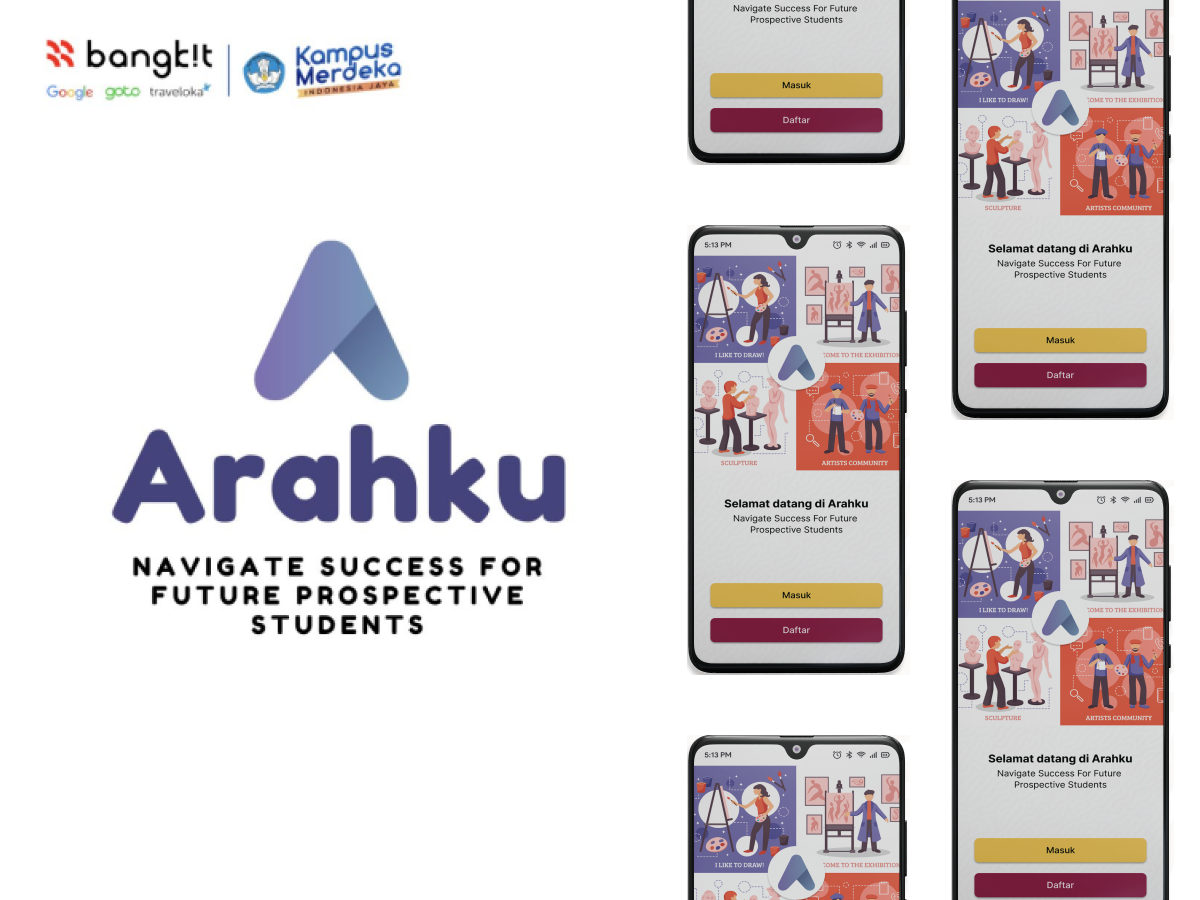 bangk!t
Google goto traveloka
Kampus
Merdeka
INDONESIA JAYA
Arahku
NAVIGATE SUCCESS FOR
FUTURE PROSPECTIVE
STUDENTS
Navigate Success For Future
Prospective Students
Masuk
Daftar
5:13 PM
I LIKE TO DRAW!
COME TO THE EXHIBITION
SCULPTURE
ARTISTS COMMUNITY
Selamat datang di Arahku
Navigate Success For Future
Prospective Students
Masuk
Daftar
5:13 PM
I LIKE TO DRAW!
COME TO THE EXHIBITION
I LIKE TO DRAW!
COME TO THE EXHIBITION
SCULPTURE
ARTISTS COMMUNITY
Selamat datang di Arahku
Navigate Success For Future
Prospective Students
Masuk
Daftar
5:13 PM
I LIKE TO DRAW!
COME TO THE EXHIBITION
SCULPTURE
ARTISTS COMMUNITY
Selamat datang di Arahku
Navigate Success For Future
Prospective Students
Masuk
Daftar